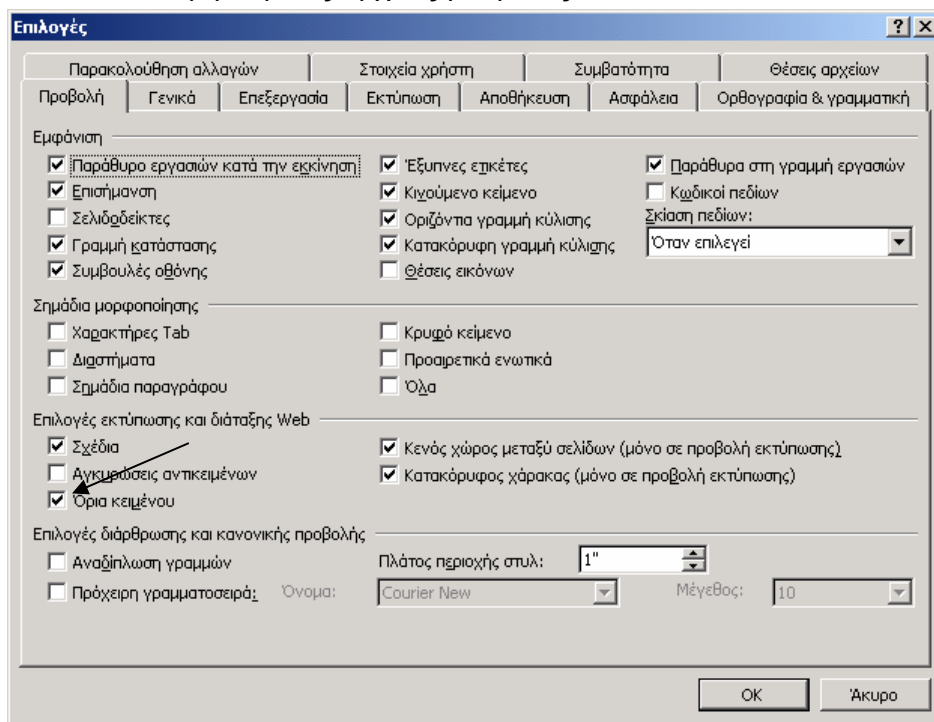 Επιλογές
Παρακολούθηση αλλαγών Στοιχεία χρήστη Συμβατότητα Θέσεις αρχείων
Προβολή Γενικά Επεξεργασία Εκτύπωση Αποθήκευση Ασφάλεια Ορθογραφία & γραμματική
Εμφάνιση
Παράθυρο εργασιών κατά την εκκίνηση Έξυπνες ετικέτες Παράθυρα στη γραμμή εργασιών
Επισήμανση Κινούμενο κείμενο Κωδικοί πεδίων
Σελιδοδείκτες Οριζόντια γραμμή κύλισης Σκίαση πεδίων:
Γραμμή κατάστασης Κατακόρυφη γραμμή κύλισης Όταν επιλεγεί
Συμβουλές οθόνης Θέσεις εικόνων
Σημάδια μορφοποίησης
Χαρακτήρες Tab Κρυφό κείμενο
Διαστήματα Προαιρετικά ενωτικά
Σημάδια παραγράφου Όλα
Επιλογές εκτύπωσης και διάταξης Web
Σχέδια Κενός χώρος μεταξύ σελίδων (μόνο σε προβολή εκτύπωσης)
Αγκυρώσεις αντικειμένων Κατακόρυφος χάρακας (μόνο σε προβολή εκτύπωσης)
Όρια κειμένου
Επιλογές διάρθρωσης και κανονικής προβολής
Αναδίπλωση γραμμών Πλάτος περιοχής στυλ: 1"
Πρόχειρη γραμματοσειρά: Όνομα: Courier New Μέγεθος: 10
OK Άκυρο